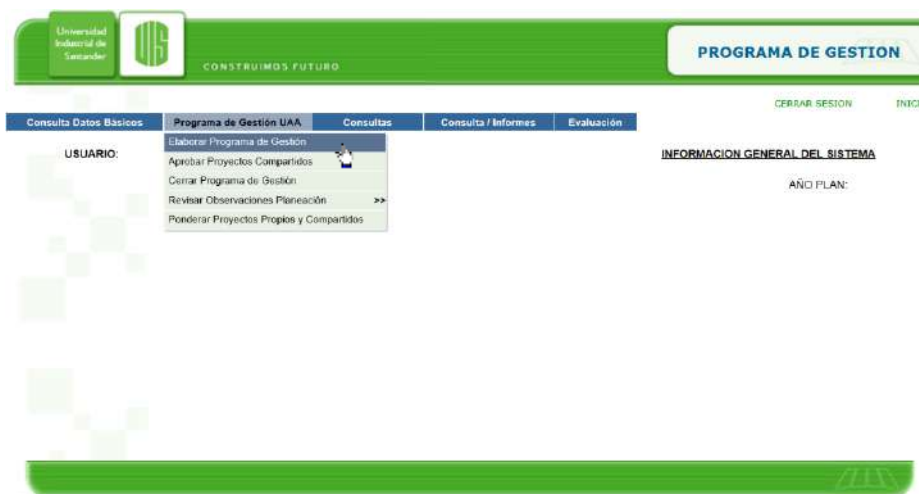 Universidad
Industrial de
Santander
UIS
CONSTRUIMOS FUTURO
PROGRAMA DE GESTION
CERRAR SESION INIC
Consulta Datos Básicos Programa de Gestión UAA Consultas Consulta / Informes Evaluación
Elaborar Programa de Gestión
Aprobar Proyectos Compartidos
Cerrar Programa de Gestión
Revisar Observaciones Planeación >>
Ponderar Proyectos Propios y Compartidos
USUARIO:
INFORMACION GENERAL DEL SISTEMA
AÑO PLAN: